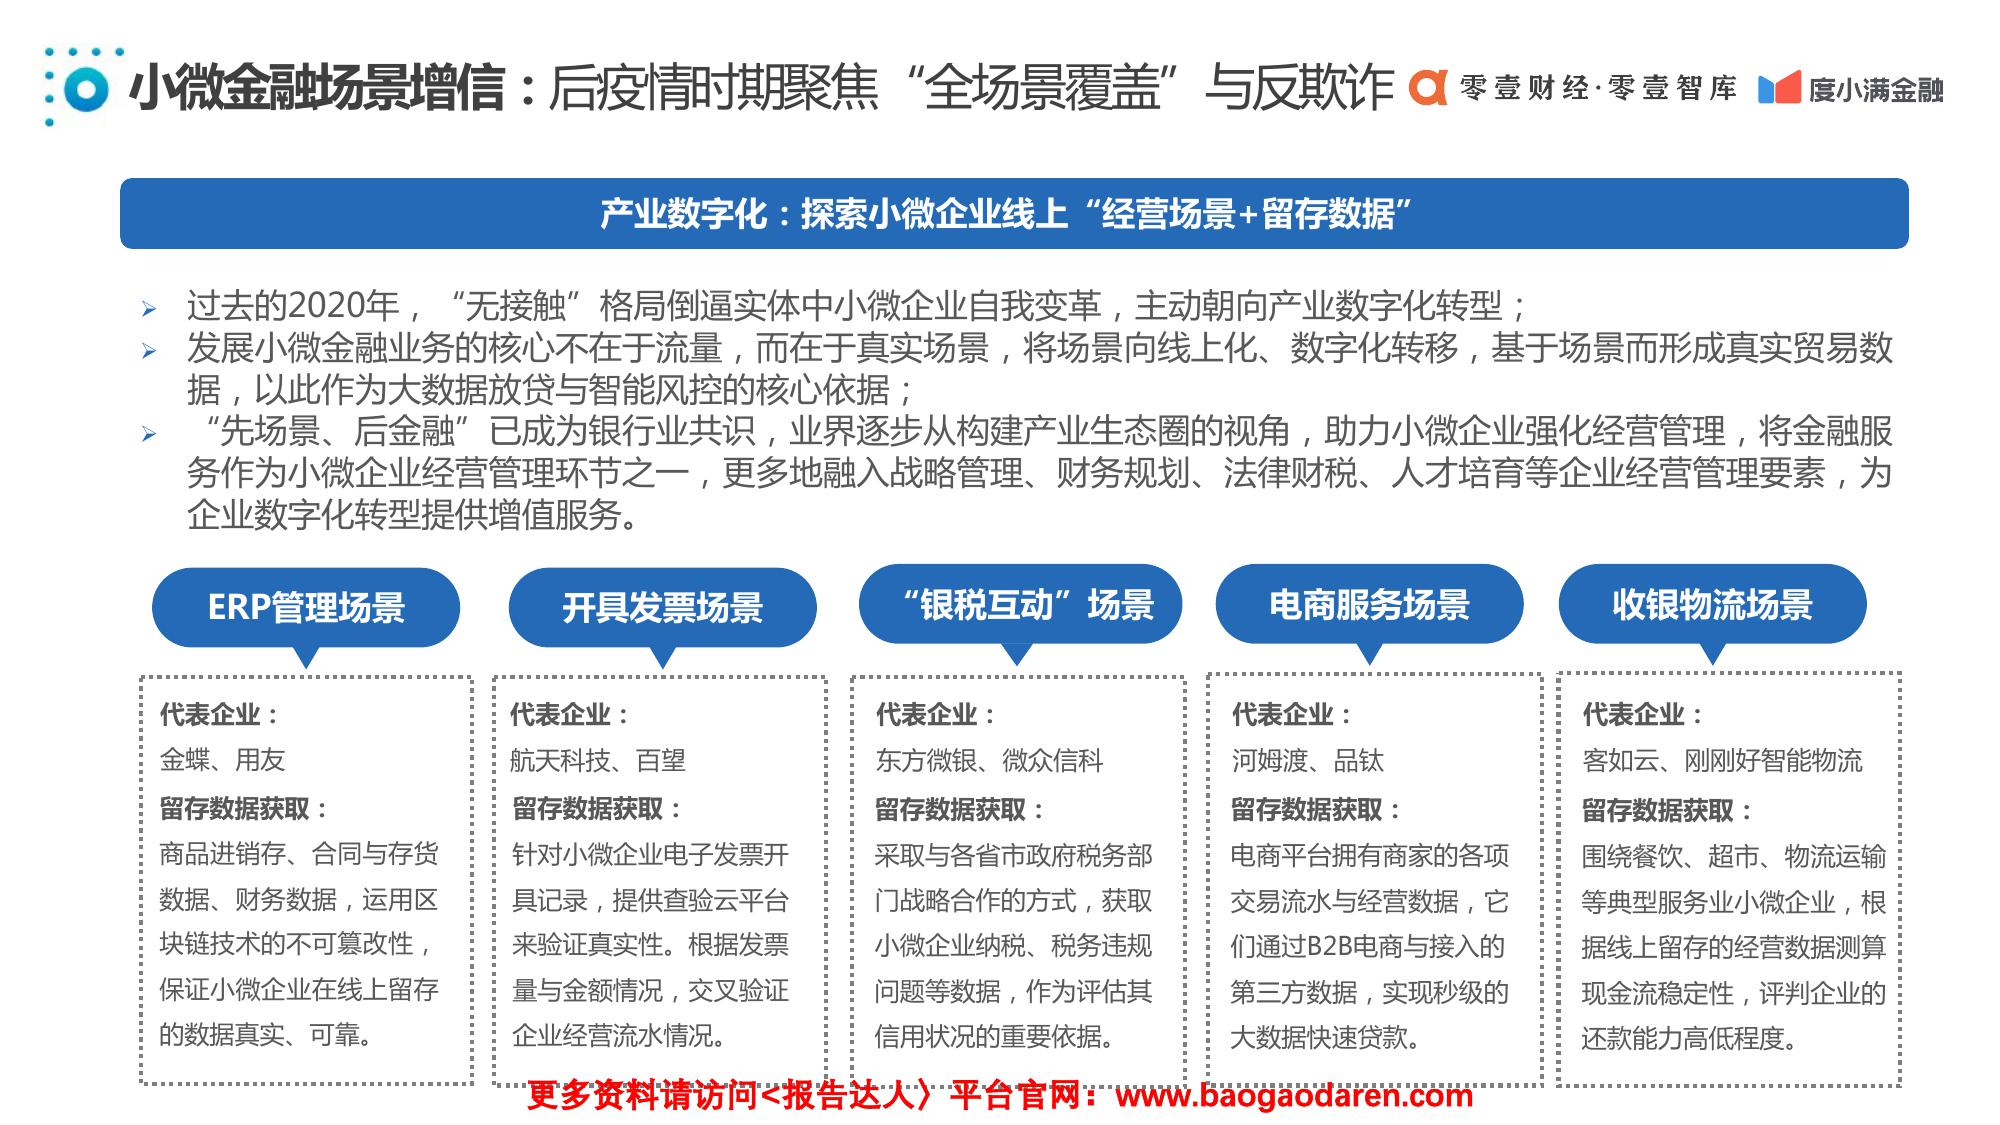 小微金融场景增信：后疫情时期聚焦“全场景覆盖”与反欺诈
零壹财经·零壹智库
度小满金融
产业数字化：探索小微企业线上“经营场景+留存数据”
过去的2020年，“无接触”格局倒逼实体中小微企业自我变革，主动朝向产业数字化转型；
发展小微金融业务的核心不在于流量，而在于真实场景，将场景向线上化、数字化转移，基于场景而形成真实贸易数
据，以此作为大数据放贷与智能风控的核心依据；
“先场景、后金融”已成为银行业共识，业界逐步从构建产业生态圈的视角，助力小微企业强化经营管理，将金融服
务作为小微企业经营管理环节之一，更多地融入战略管理、财务规划、法律财税、人才培育等企业经营管理要素，为
企业数字化转型提供增值服务。
ERP管理场景
代表企业：
金蝶、用友
留存数据获取：
商品进销存、合同与存货
数据、财务数据，运用区
块链技术的不可篡改性，
保证小微企业在线上留存
的数据真实、可靠。
开具发票场景
代表企业：
航天科技、百望
留存数据获取：
针对小微企业电子发票开
具记录，提供查验云平台
来验证真实性。根据发票
量与金额情况，交叉验证
企业经营流水情况。
“银税互动”场景
代表企业：
东方微银、微众信科
留存数据获取：
采取与各省市政府税务部
门战略合作的方式，获取
小微企业纳税、税务违规
问题等数据，作为评估其
信用状况的重要依据。
电商服务场景
代表企业：
河姆渡、品钛
留存数据获取：
电商平台拥有商家的各项
交易流水与经营数据，它
们通过B2B电商与接入的
第三方数据，实现秒级的
大数据快速贷款。
收银物流场景
代表企业：
客如云、刚刚好智能物流
留存数据获取：
围绕餐饮、超市、物流运输
等典型服务业小微企业，根
据线上留存的经营数据测算
现金流稳定性，评判企业的
还款能力高低程度。
更多资料请访问<报告达人〉平台官网：www.baogaodaren.com